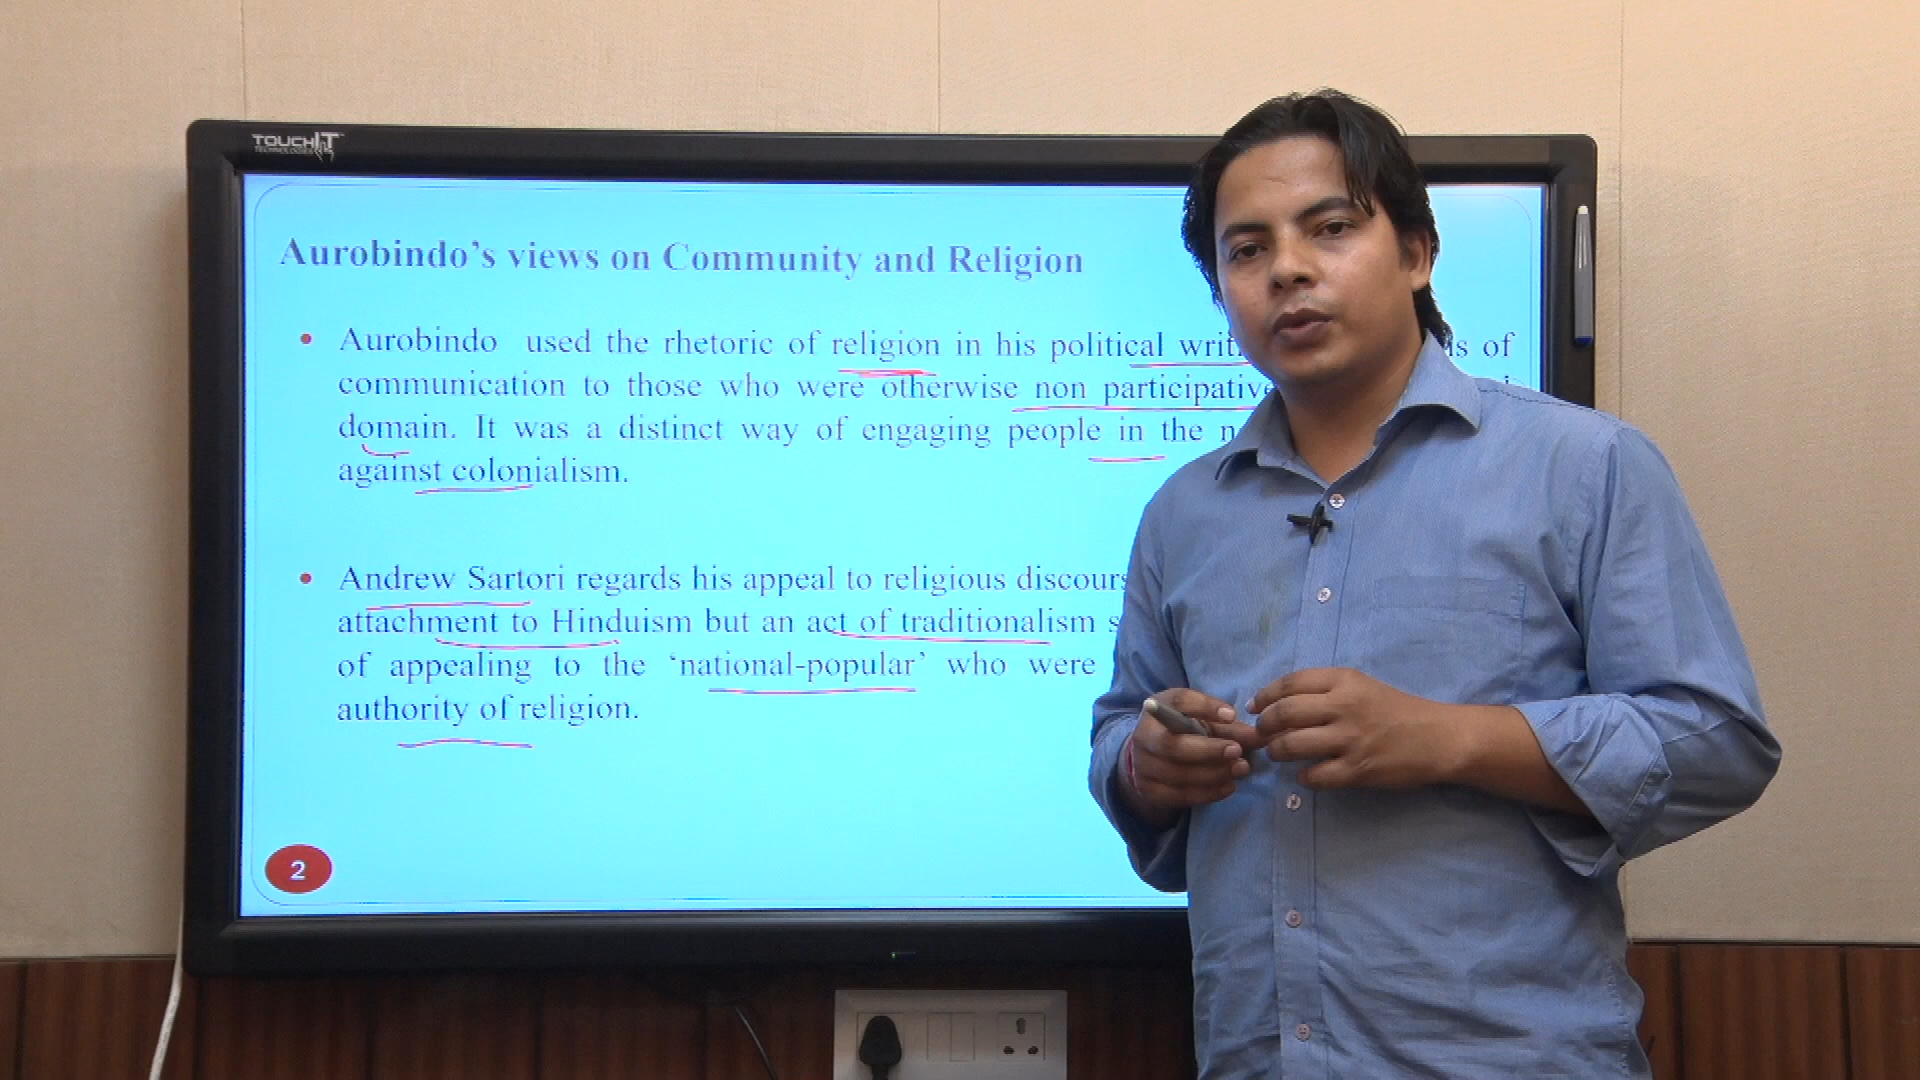 TOUCHIT
TECHNOLOGIES
Aurobindo's views on Community and Religion
• Aurobindo used the rhetoric of religion in his political of
communication to those who were otherwise non participative
domain. It was a distinct way of engaging people in the
against colonialism.
• Andrew Sartori regards his appeal to religious
attachment to Hinduism but an act of traditionalism
of appealing to the 'national-popular' who were
authority of religion.
2